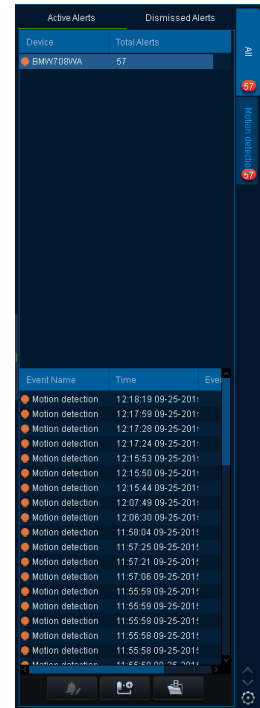 Active Alerts Dismissed Alerts
Device Total Alerts
BMW708WA 57
All
57
Motion detection
57
Event Name Time Eve
Motion detection 12:18:19 09-25-201
Motion detection 12:17:59 09-25-201
Motion detection 12:17:28 09-25-201
Motion detection 12:17:24 09-25-201
Motion detection 12:15:53 09-25-201
Motion detection 12:15:50 09-25-201
Motion detection 12:15:44 09-25-201
Motion detection 12:07:49 09-25-201
Motion detection 12:06:30 09-25-201
Motion detection 11:58:04 09-25-201
Motion detection 11:57:25 09-25-201
Motion detection 11:57:21 09-25-201
Motion detection 11:57:06 09-25-201
Motion detection 11:55:59 09-25-201
Motion detection 11:55:59 09-25-201
Motion detection 11:55:58 09-25-201
Motion detection 11:55:58 09-25-201
Motion detection